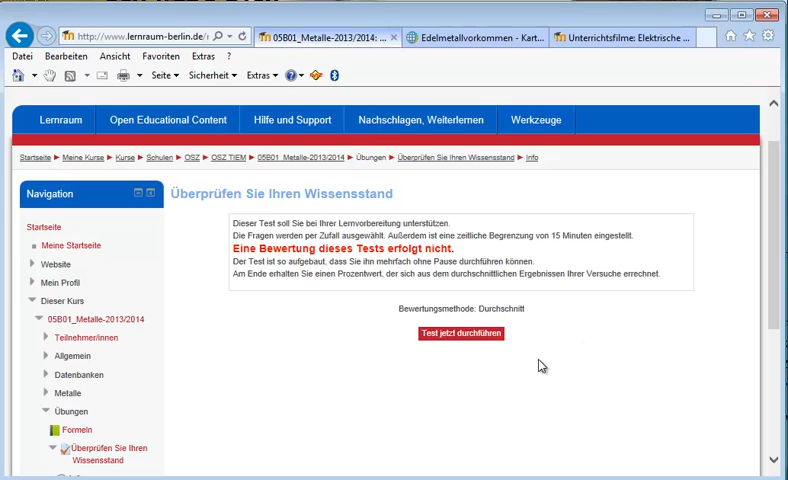 http://www.lernraum-berlin.de/
05B01_Metalle-2013/2014: ...
Edelmetallvorkommen - Kart...
Unterrichtsfilme: Elektrische ...
Datei Bearbeiten Ansicht Favoriten Extras ?
Seite Sicherheit Extras
Lernraum Open Educational Content Hilfe und Support Nachschlagen, Weiterlernen Werkzeuge
Startseite Meine Kurse Kurse Schulen OSZ OSZ TIEM 05B01_Metalle-2013/2014 Übungen Überprüfen Sie Ihren Wissensstand Info
Navigation
Startseite
Meine Startseite
Website
Mein Profil
Dieser Kurs
05B01_Metalle-2013/2014
Teilnehmer/innen
Allgemein
Datenbanken
Metalle
Übungen
Formeln
Überprüfen Sie Ihren
Wissensstand
Überprüfen Sie Ihren Wissensstand
Dieser Test soll Sie bei Ihrer Lernvorbereitung unterstützen.
Die Fragen werden per Zufall ausgewählt. Außerdem ist eine zeitliche Begrenzung von 15 Minuten eingestellt.
Eine Bewertung dieses Tests erfolgt nicht.
Der Test ist so aufgebaut, dass Sie ihn mehrfach ohne Pause durchführen können.
Am Ende erhalten Sie einen Prozentwert, der sich aus dem durchschnittlichen Ergebnissen Ihrer Versuche errechnet.
Bewertungsmethode: Durchschnitt
Test jetzt durchführen